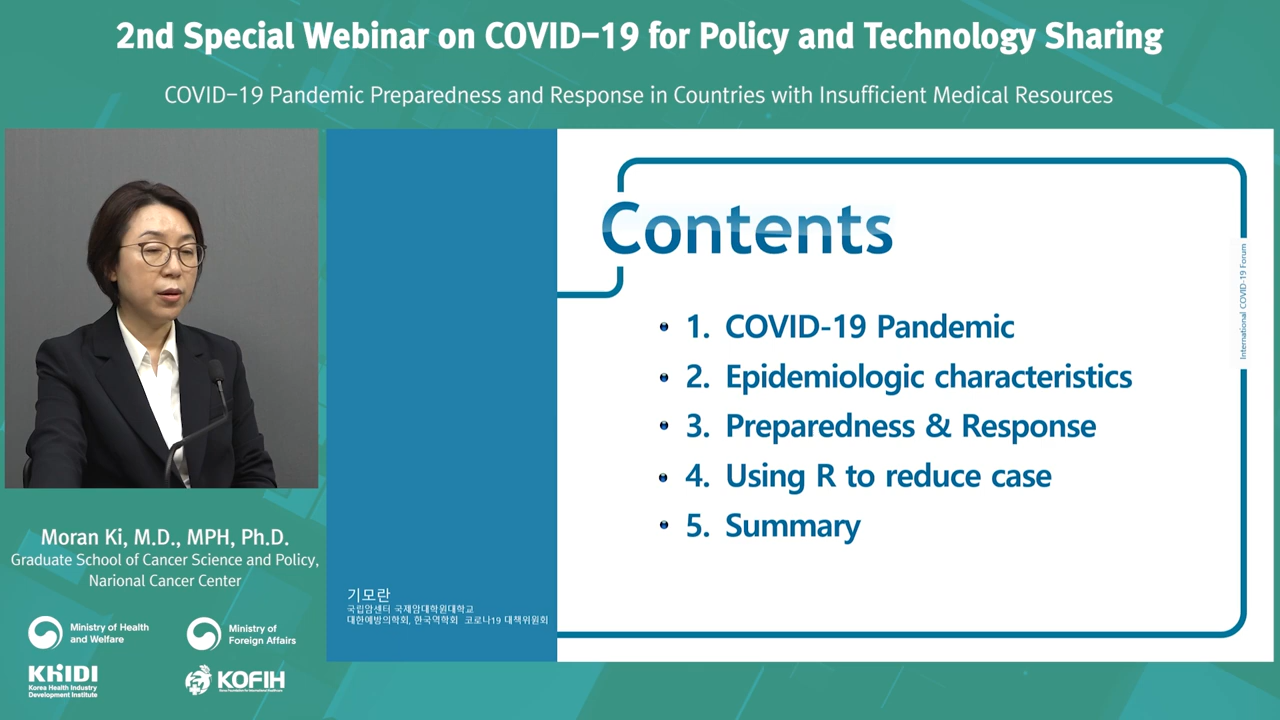 2nd Special Webinar on COVID-19 for Policy and Technology Sharing
COVID-19 Pandemic Preparedness and Response in Countries with Insufficient Medical Resources
Contents
• 1. COVID-19 Pandemic
• 2. Epidemiologic characteristics
• 3. Preparedness & Response
• 4. Using R to reduce case
• 5. Summary
International COVID-19 Forum
기모란
국립암센터 국제암대학원대학교
대한예방의학회, 한국역학회 코로나19 대책위원회
Moran Ki, M.D., MPH, Ph.D.
Graduate School of Cancer Science and Policy,
Narional Cancer Center
Ministry of Health
and Welfare
Ministry of
Foreign Affairs
KHIDI
Korea Health Industry
Development Institute
KOFIH
Korea Foundation for International Healthcare